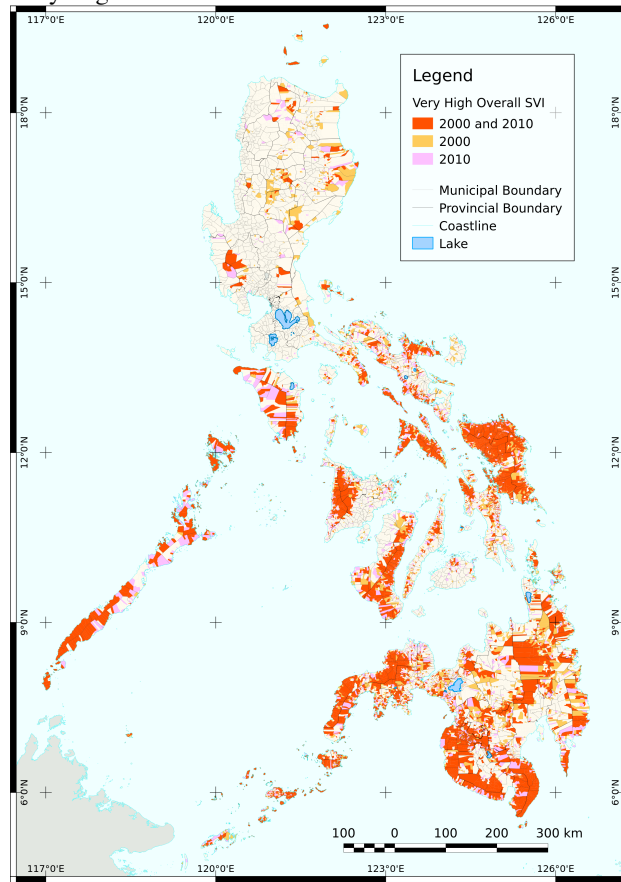 117°0'E 120°0'E 123°0'E 126°0'E
Legend
Very High Overall SVI
2000 and 2010
2000
2010
Municipal Boundary
Provincial Boundary
Coastline
Lake
18°0'N 18°0'N
15°0'N 15°0'N
12°0'N 12°0'N
9°0'N 9°0'N
6°0'N 6°0'N
100 0 100 200 300 km
117°0'E 120°0'E 123°0'E 126°0'E